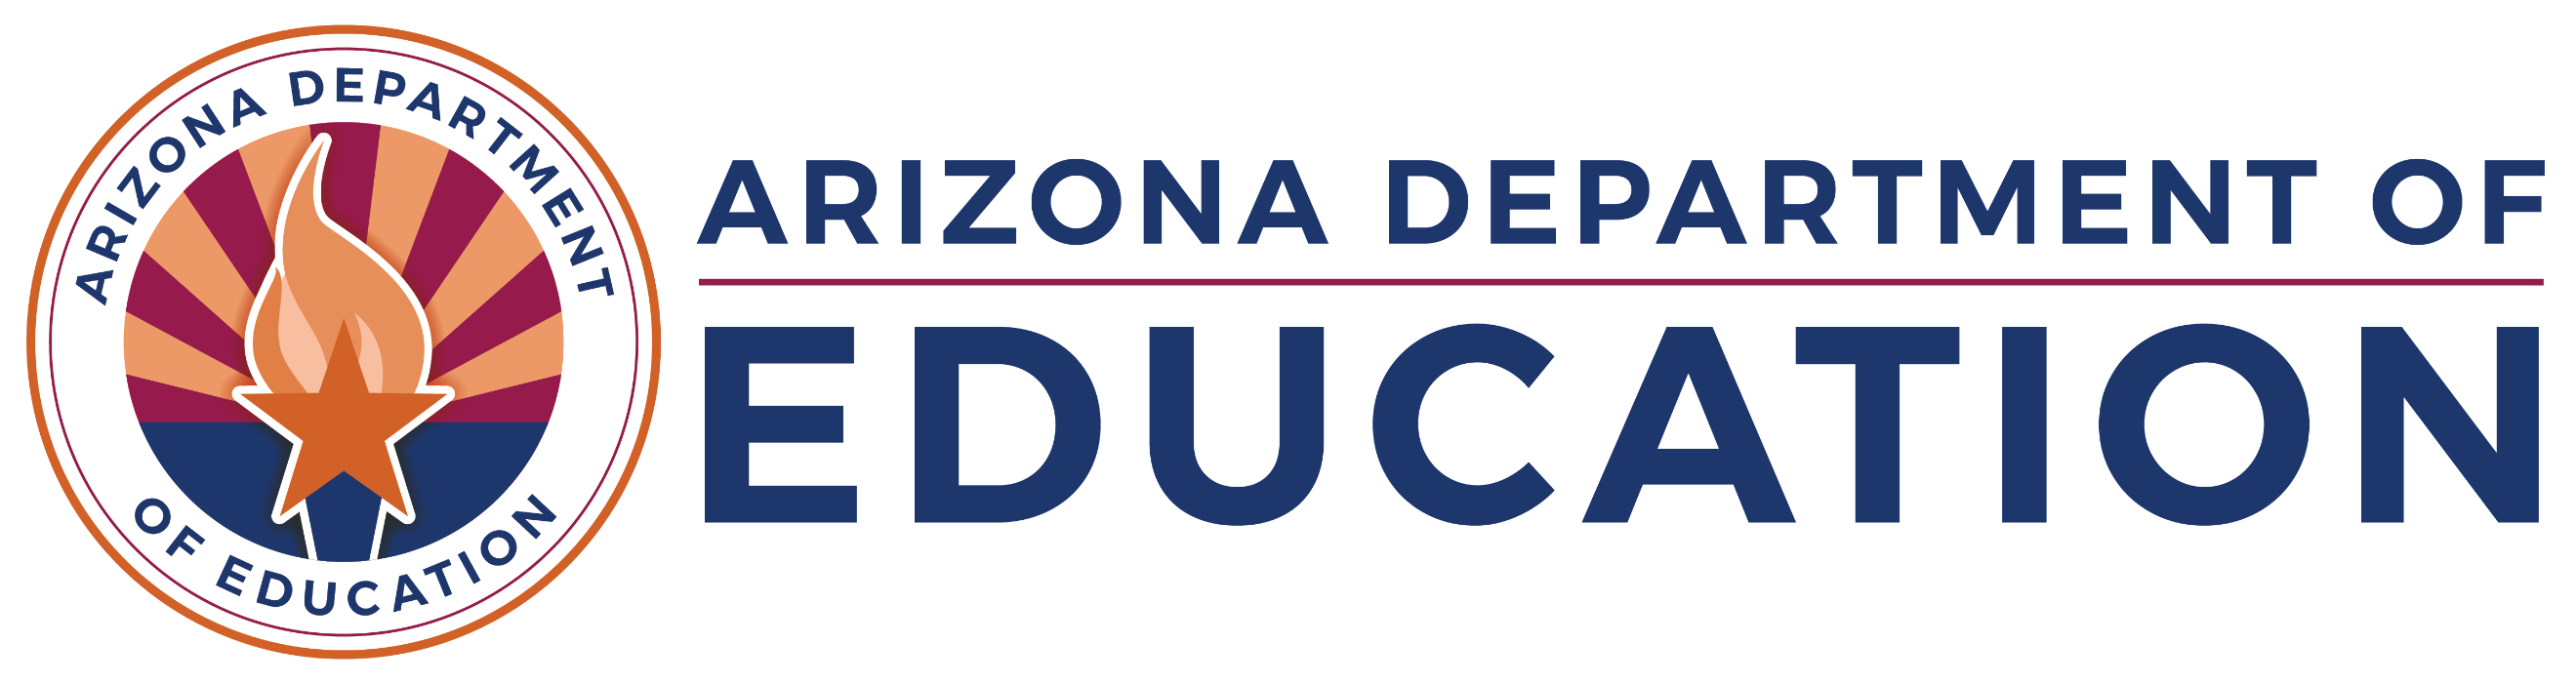 ARIZONA DEPARTMENT
OF EDUCATION
ARIZONA DEPARTMENT OF
EDUCATION